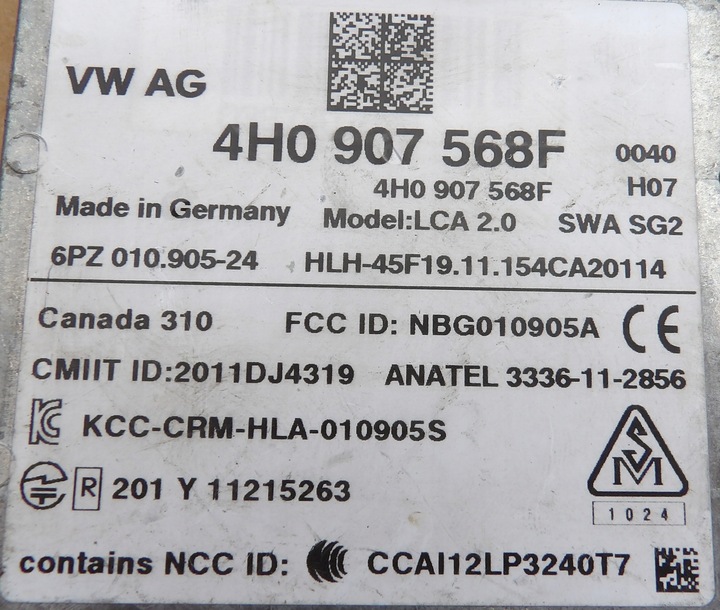 VW AG
4H0 907 568F 0040
4H0 907 568F H07
Made in Germany Model:LCA 2.0 SWA SG2
6PZ 010.905-24 HLH-45F19.11.154CA20114
Canada 310 FCC ID: NBG010905A CE
CMIIT ID:2011DJ4319 ANATEL 3336-11-2856
KCC-CRM-HLA-010905S
R 201 Y 11215263
SM
1024
contains NCC ID: CCAI12LP3240T7